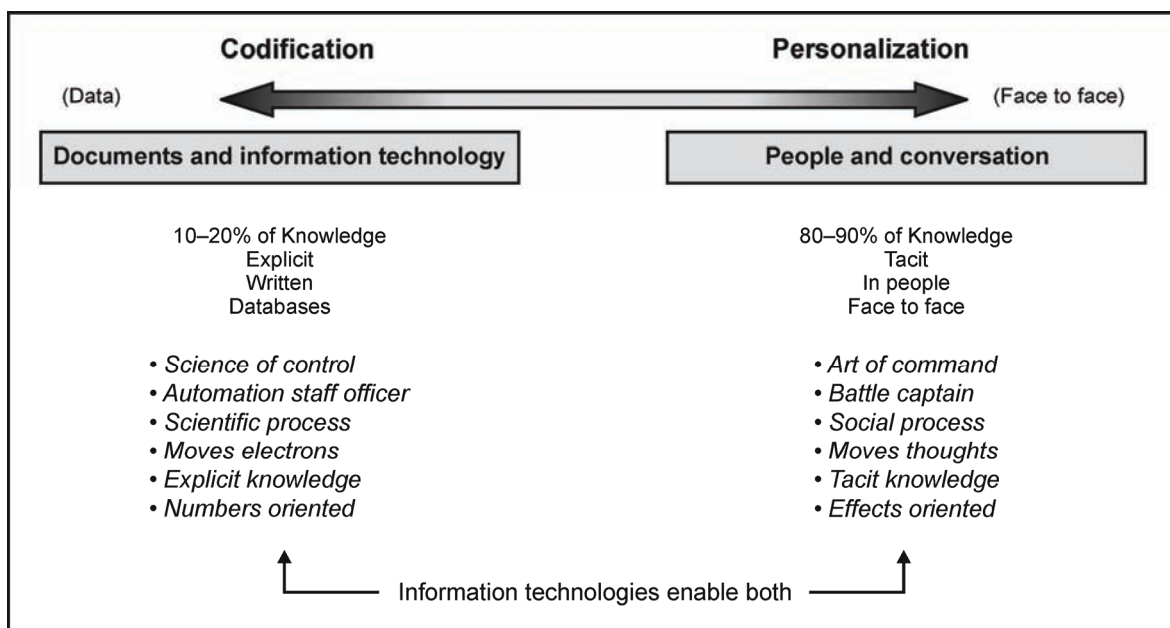 Codification
Personalization
(Data)
(Face to face)
Documents and information technology
People and conversation
10–20% of Knowledge
Explicit
Written
Databases
80–90% of Knowledge
Tacit
In people
Face to face
• Science of control
• Automation staff officer
• Scientific process
• Moves electrons
• Explicit knowledge
• Numbers oriented
• Art of command
• Battle captain
• Social process
• Moves thoughts
• Tacit knowledge
• Effects oriented
Information technologies enable both